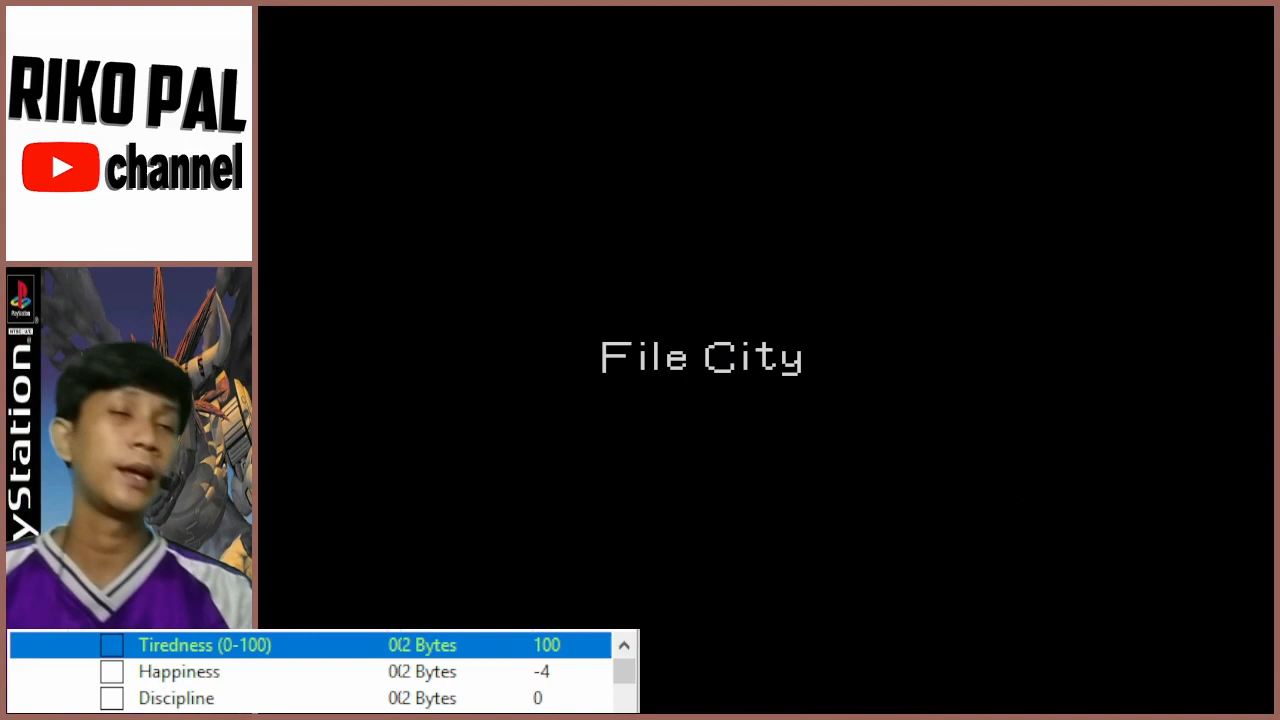 RIKO PAL
channel
PlayStation
File City
Tiredness (0-100) 0(2 Bytes 100
Happiness 0(2 Bytes -4
Discipline 0(2 Bytes 0